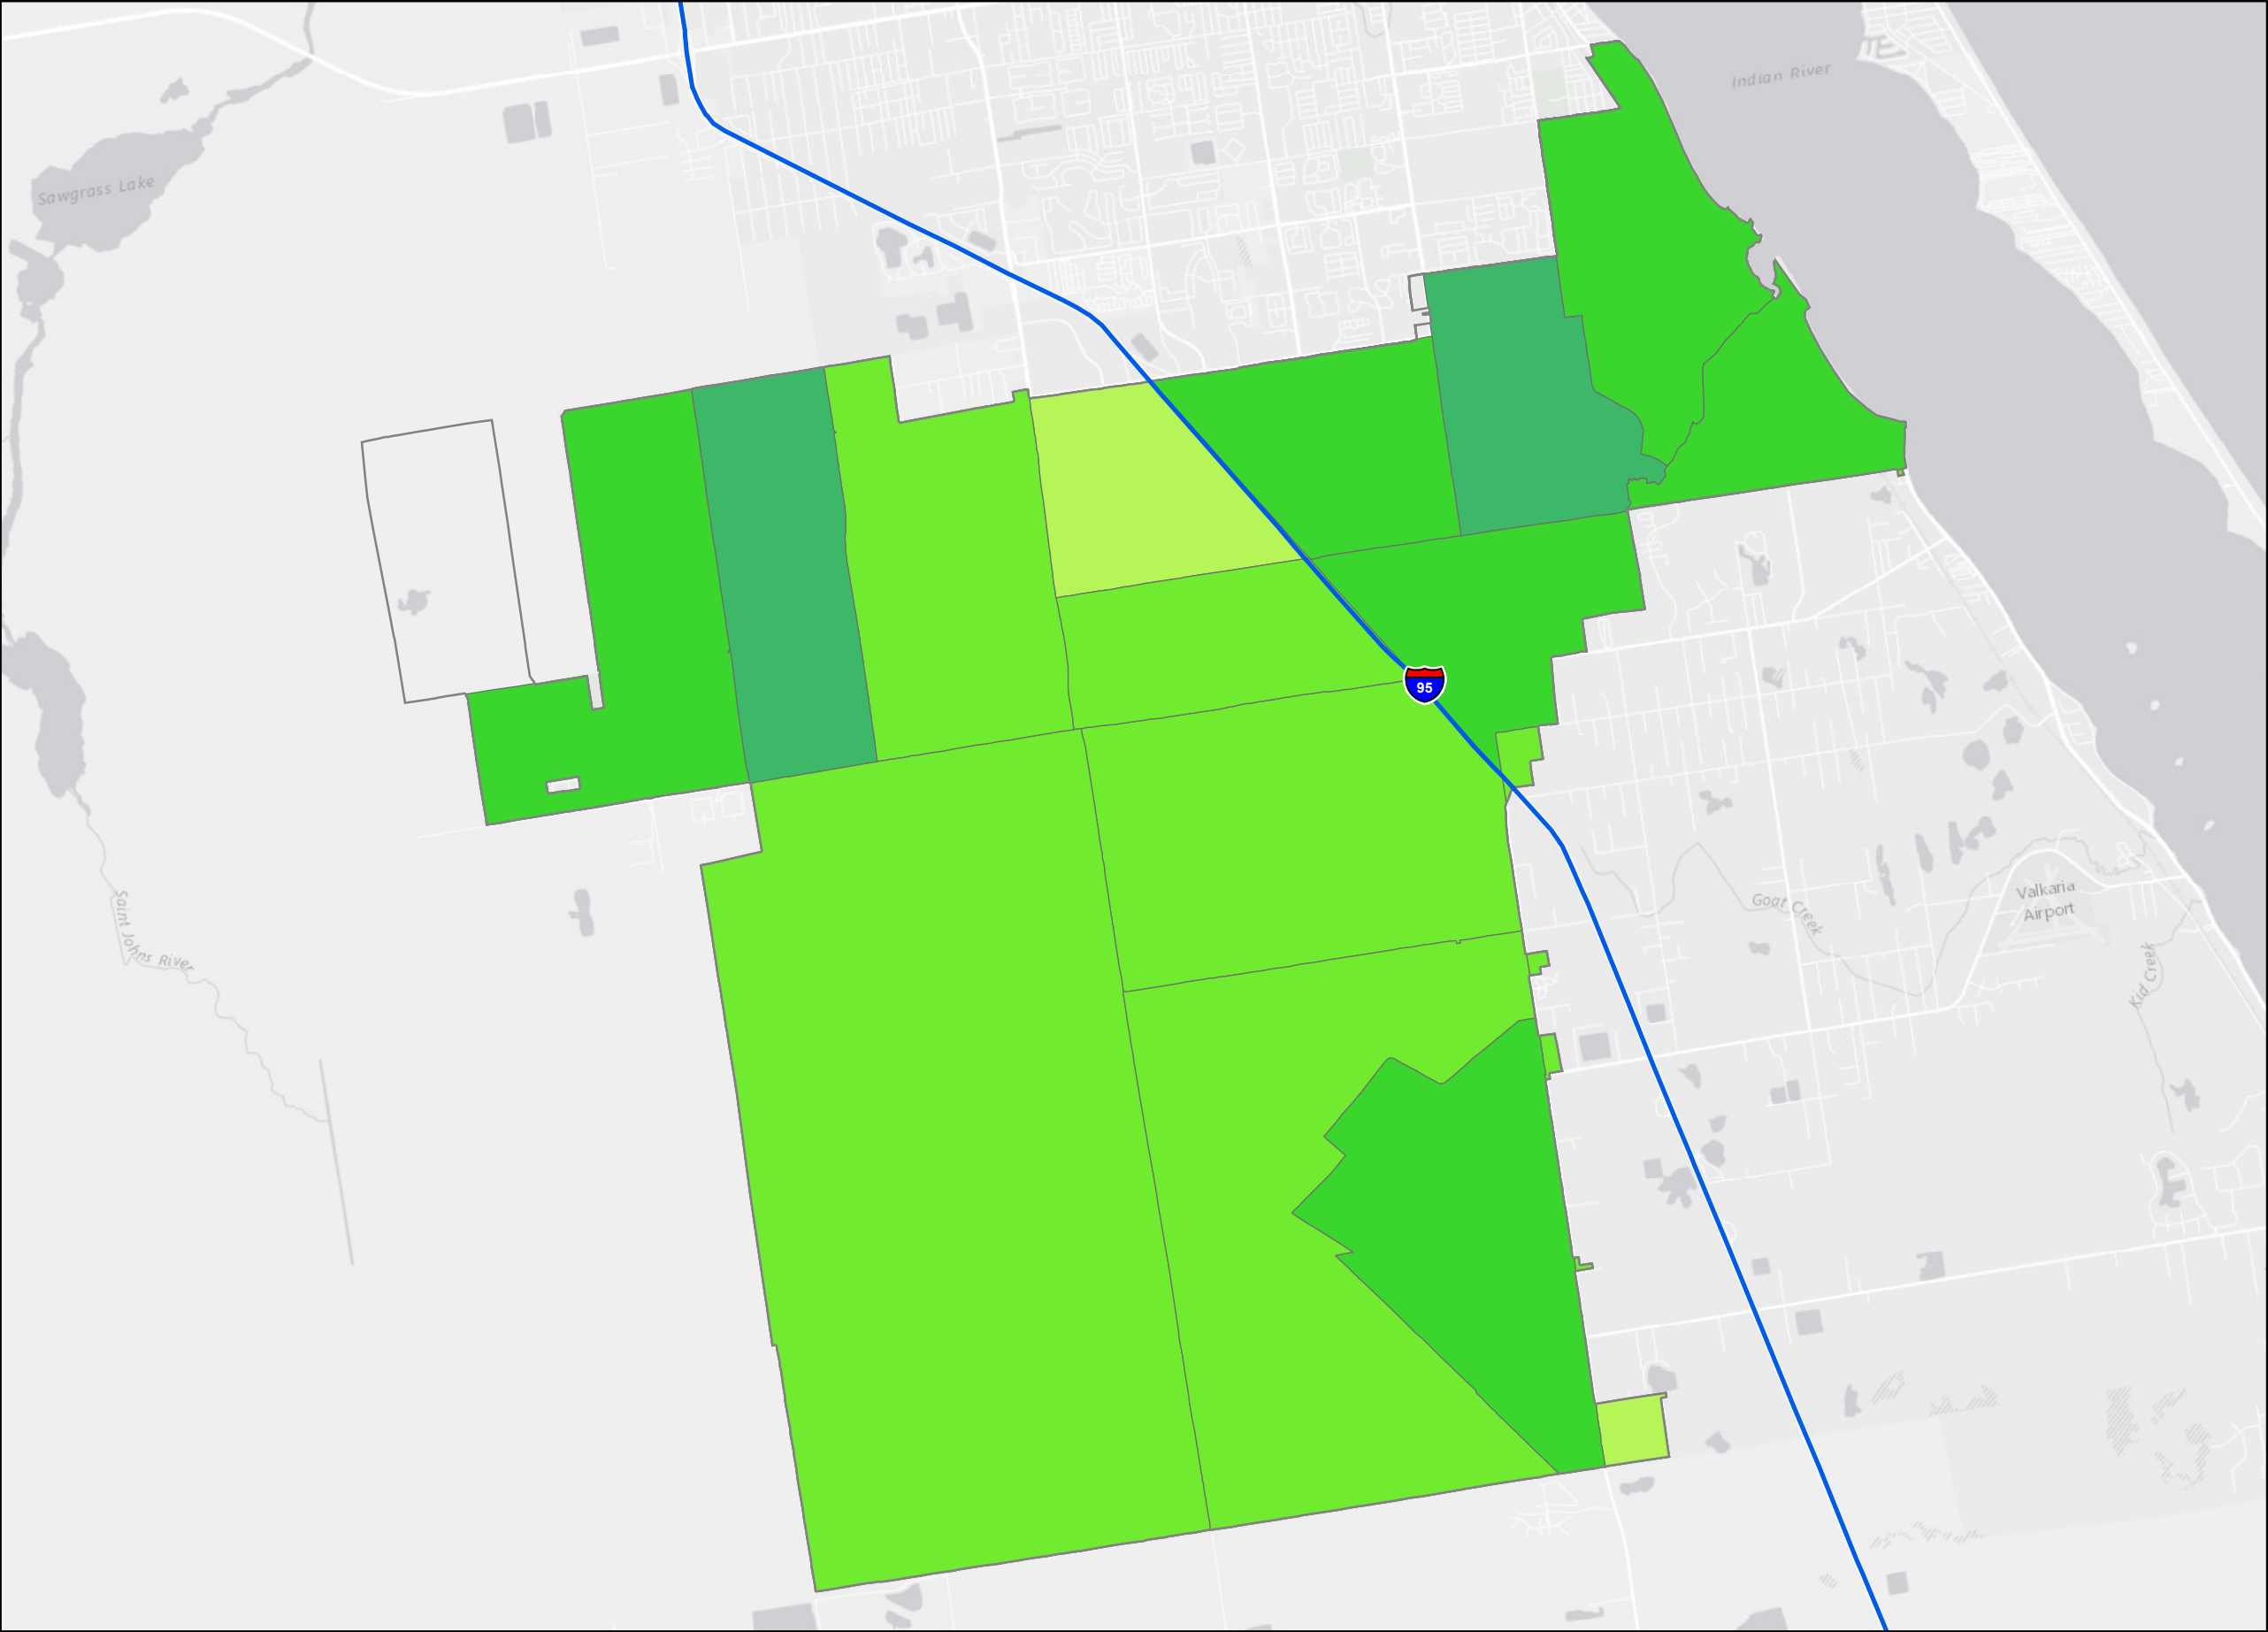 Indian River
Sawgrass Lake
95
Valkaria
Airport
Goat Creek
Saint Johns River
Kid Creek